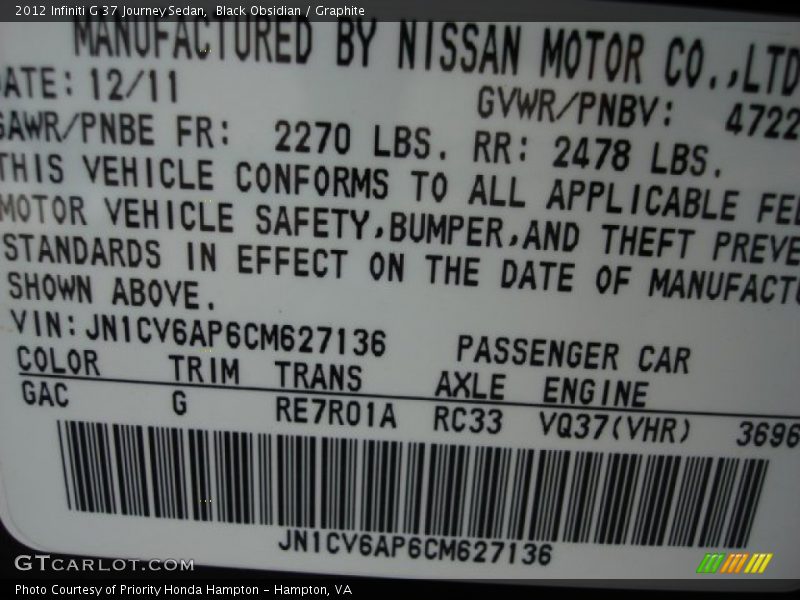 2012 Infiniti G 37 Journey Sedan, Black Obsidian / Graphite
MANUFACTURED BY NISSAN MOTOR CO.,LTD
DATE: 12/11
GVWR/PNBV: 4722
GAWR/PNBE FR: 2270 LBS. RR: 2478 LBS.
THIS VEHICLE CONFORMS TO ALL APPLICABLE FED
MOTOR VEHICLE SAFETY,BUMPER,AND THEFT PREVE
STANDARDS IN EFFECT ON THE DATE OF MANUFACTU
SHOWN ABOVE.
VIN:JN1CV6AP6CM627136 PASSENGER CAR
COLOR TRIM TRANS AXLE ENGINE
GAC G RE7R01A RC33 VQ37(VHR) 3696
JN1CV6AP6CM627136
GTCARLOT.COM
Photo Courtesy of Priority Honda Hampton - Hampton, VA